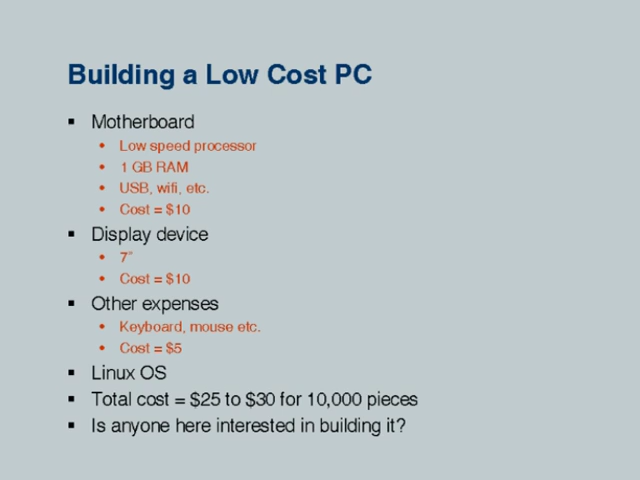 Building a Low Cost PC
▪ Motherboard
• Low speed processor
• 1 GB RAM
• USB, wifi, etc.
• Cost = $10
▪ Display device
• 7"
• Cost = $10
▪ Other expenses
• Keyboard, mouse etc.
• Cost = $5
▪ Linux OS
▪ Total cost = $25 to $30 for 10,000 pieces
▪ Is anyone here interested in building it?